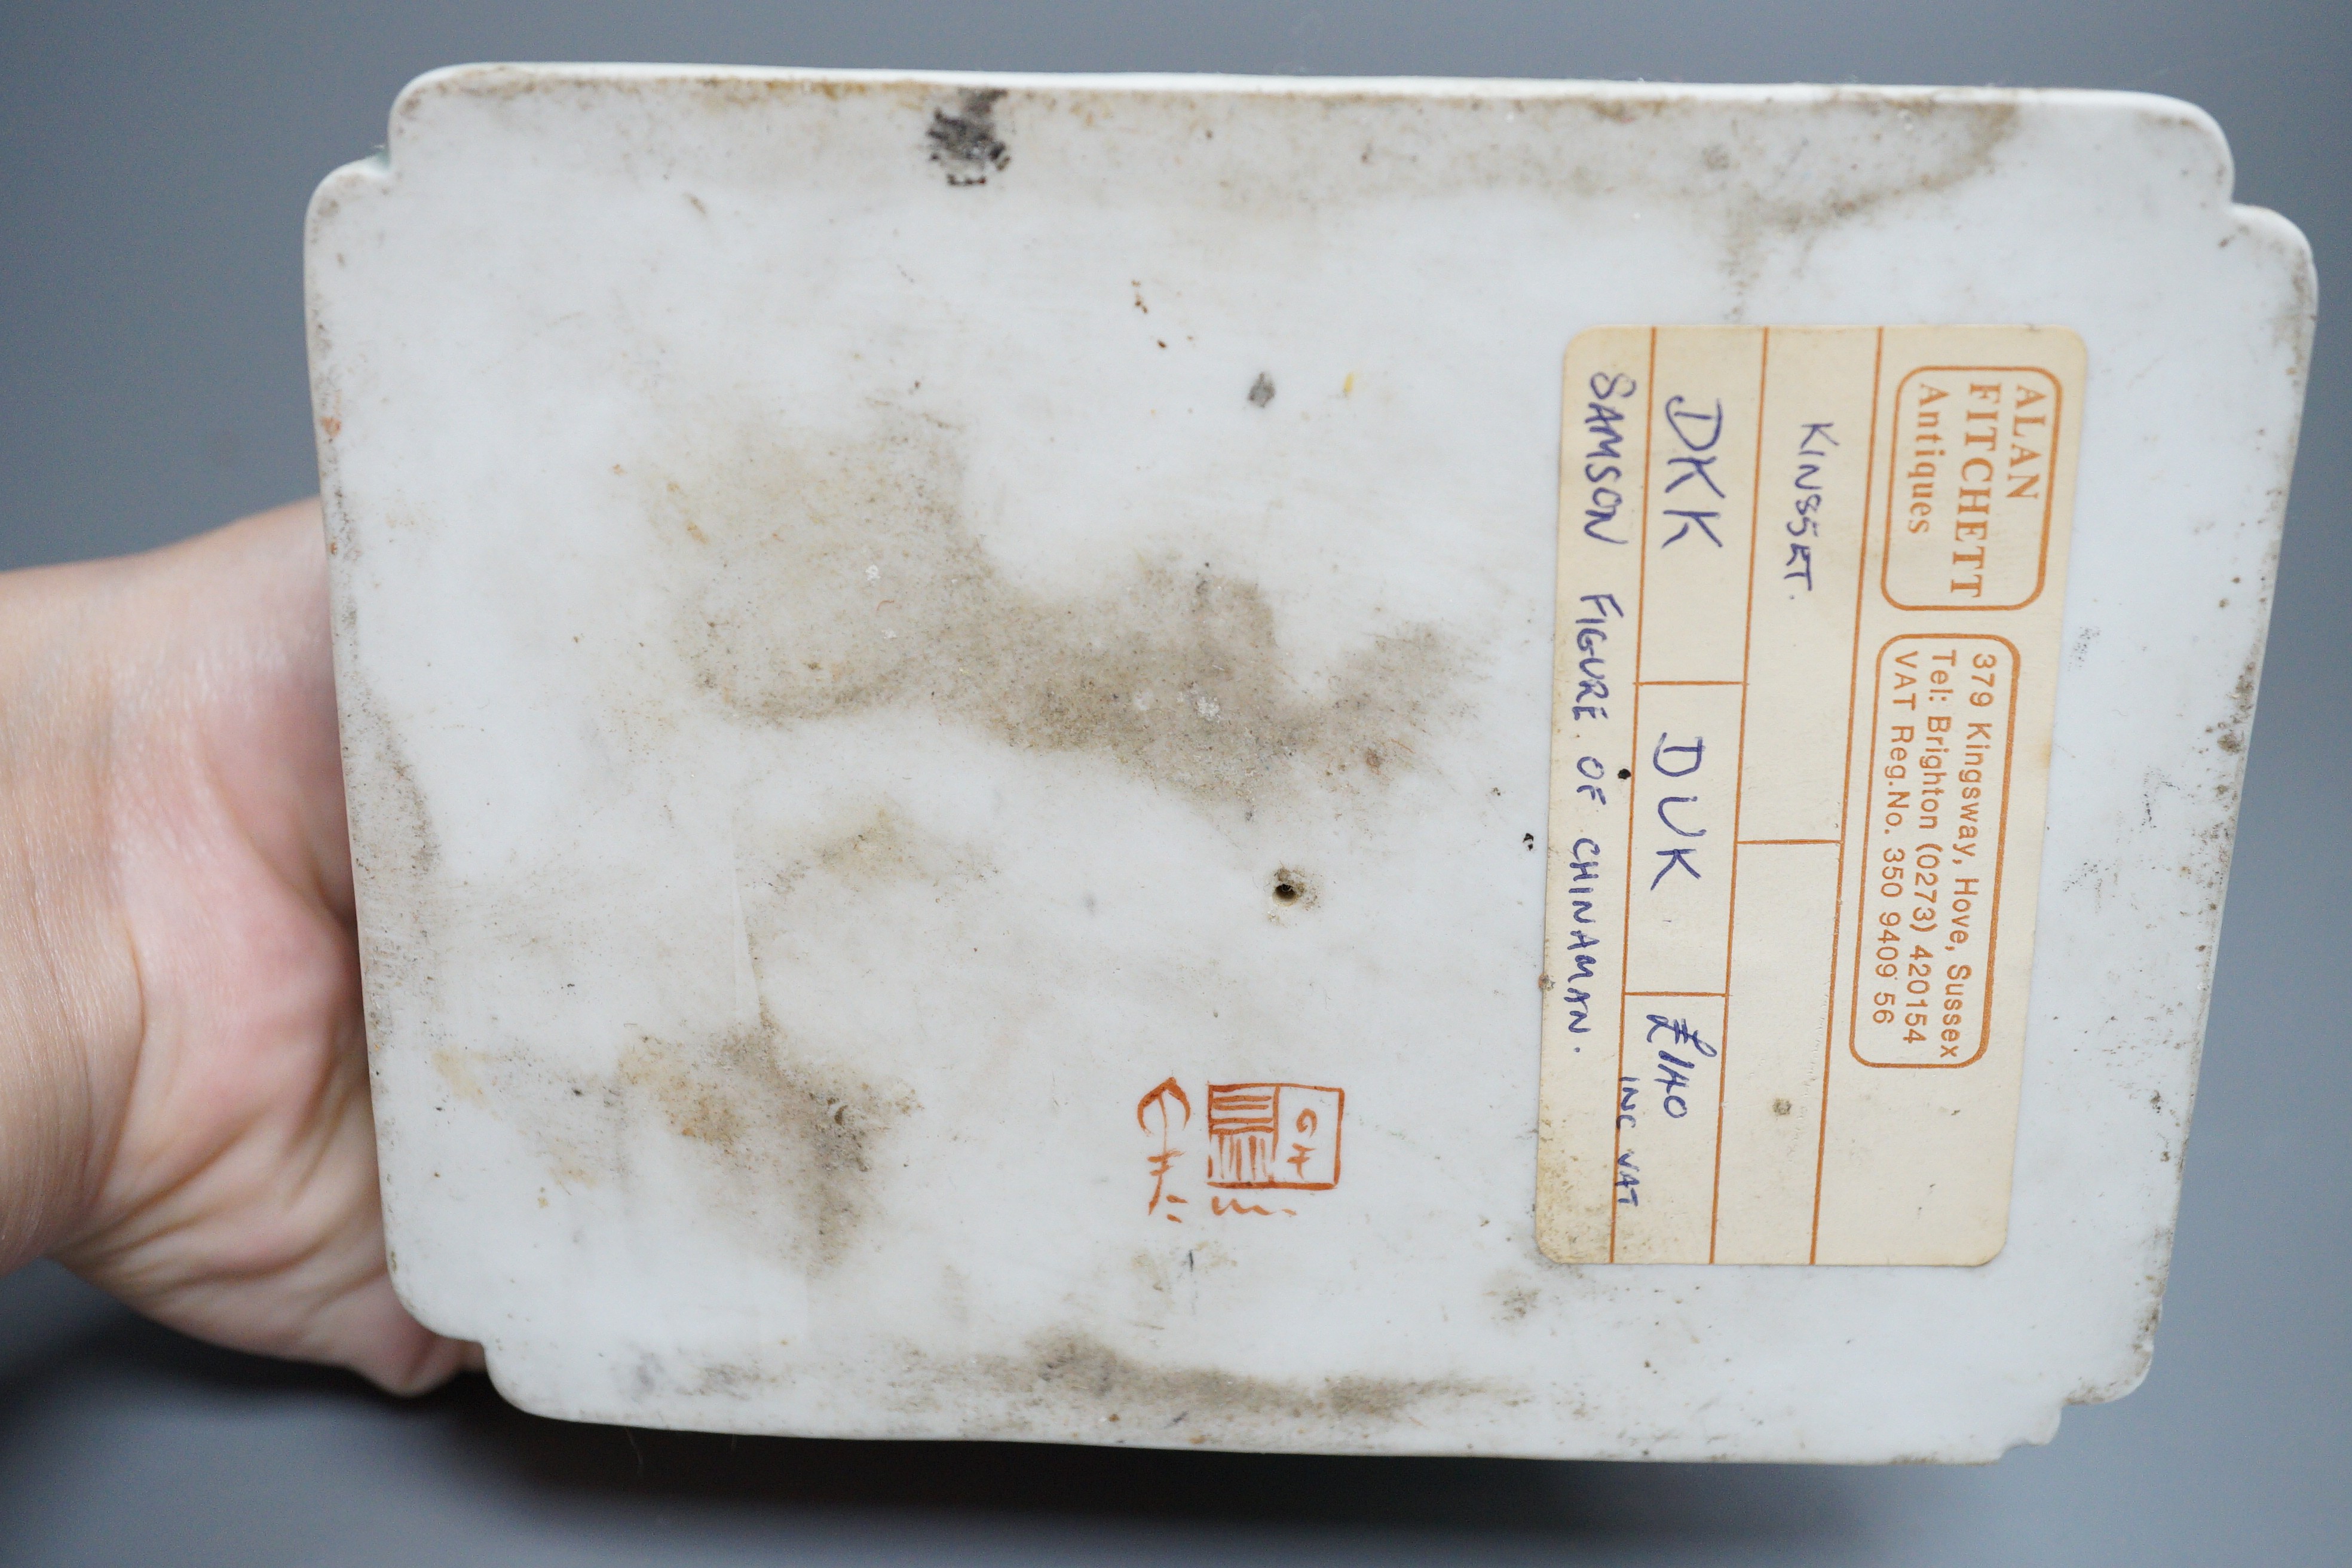 ALAN
FITCHETT
Antiques
379 Kingsway, Hove, Sussex
Tel: Brighton (0273) 420154
VAT Reg.No. 350 9409 56
DKK
DUK
£140
INC VAT
SAMSON FIGURE. OF CHINAMAN.